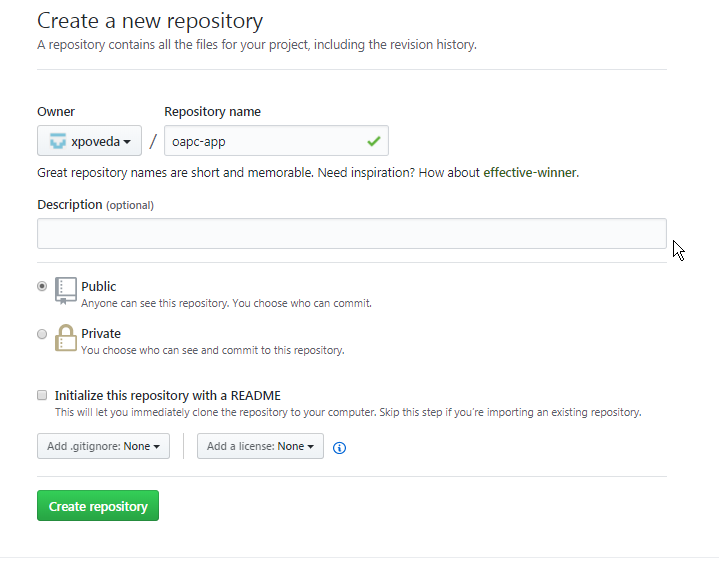 Create a new repository
A repository contains all the files for your project, including the revision history.
Owner
Repository name
xpoveda / oapc-app
Great repository names are short and memorable. Need inspiration? How about effective-winner.
Description (optional)
Public
Anyone can see this repository. You choose who can commit.
Private
You choose who can see and commit to this repository.
Initialize this repository with a README
This will let you immediately clone the repository to your computer. Skip this step if you're importing an existing repository.
Add .gitignore: None
Add a license: None
Create repository